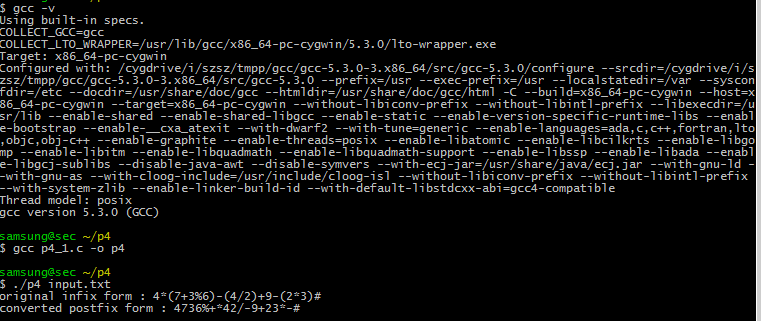 $ gcc -v
Using built-in specs.
COLLECT_GCC=gcc
COLLECT_LTO_WRAPPER=/usr/lib/gcc/x86_64-pc-cygwin/5.3.0/lto-wrapper.exe
Target: x86_64-pc-cygwin
Configured with: /cygdrive/i/szsz/tmpp/gcc/gcc-5.3.0-3.x86_64/src/gcc-5.3.0/configure --srcdir=/cygdrive/i/s
zsz/tmpp/gcc/gcc-5.3.0-3.x86_64/src/gcc-5.3.0 --prefix=/usr --exec-prefix=/usr --localstatedir=/var --syscon
fdir=/etc --docdir=/usr/share/doc/gcc --htmldir=/usr/share/doc/gcc/html -C --build=x86_64-pc-cygwin --host=x
86_64-pc-cygwin --target=x86_64-pc-cygwin --without-libiconv-prefix --without-libintl-prefix --libexecdir=/u
sr/lib --enable-shared --enable-shared-libgcc --enable-static --enable-version-specific-runtime-libs --enabl
e-bootstrap --enable-__cxa_atexit --with-dwarf2 --with-tune=generic --enable-languages=ada,c,c++,fortran,lto
,objc,obj-c++ --enable-graphite --enable-threads=posix --enable-libatomic --enable-libcilkrts --enable-libgo
mp --enable-libitm --enable-libquadmath --enable-libquadmath-support --enable-libssp --enable-libada --enabl
e-libgcj-sublibs --disable-java-awt --disable-symvers --with-ecj-jar=/usr/share/java/ecj.jar --with-gnu-ld -
-with-gnu-as --with-cloog-include=/usr/include/cloog-isl --without-libiconv-prefix --without-libintl-prefix
--with-system-zlib --enable-linker-build-id --with-default-libstdcxx-abi=gcc4-compatible
Thread model: posix
gcc version 5.3.0 (GCC)
samsung@sec ~/p4
$ gcc p4_1.c -o p4
samsung@sec ~/p4
$ ./p4 input.txt
original infix form : 4*(7+3%6)-(4/2)+9-(2*3)#
converted postfix form : 4736%+*42/-9+23*-#